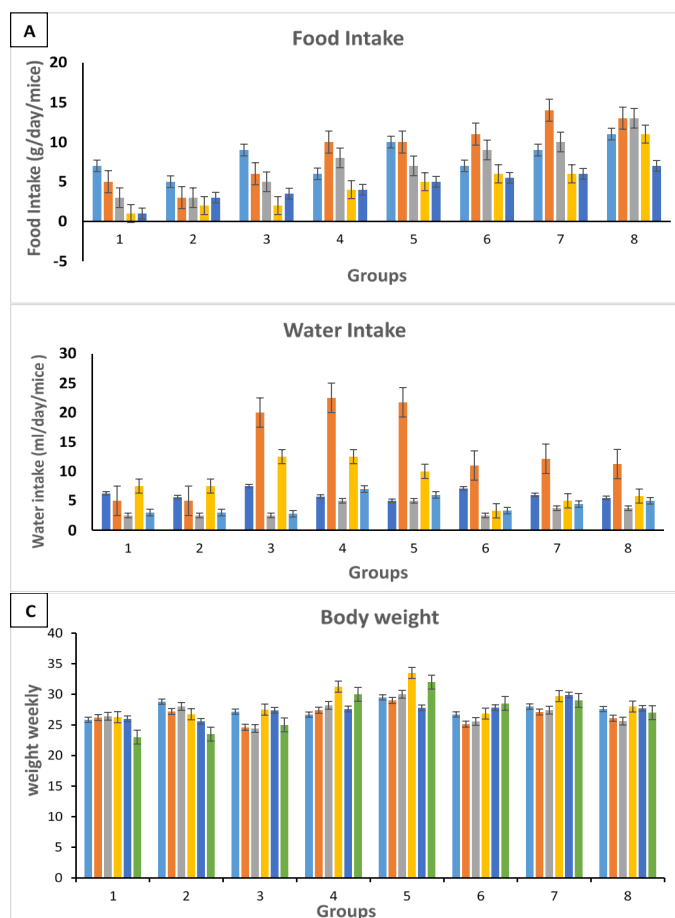 A
Food Intake
20
15
10
5
0
-5
Food Intake (g/day/mice)
1 2 3 4 5 6 7 8
Groups
Water Intake
30
25
20
15
10
5
0
Water intake (ml/day/mice)
1 2 3 4 5 6 7 8
Groups
C
Body weight
40
35
30
25
20
15
10
5
0
weight weekly
1 2 3 4 5 6 7 8
Groups